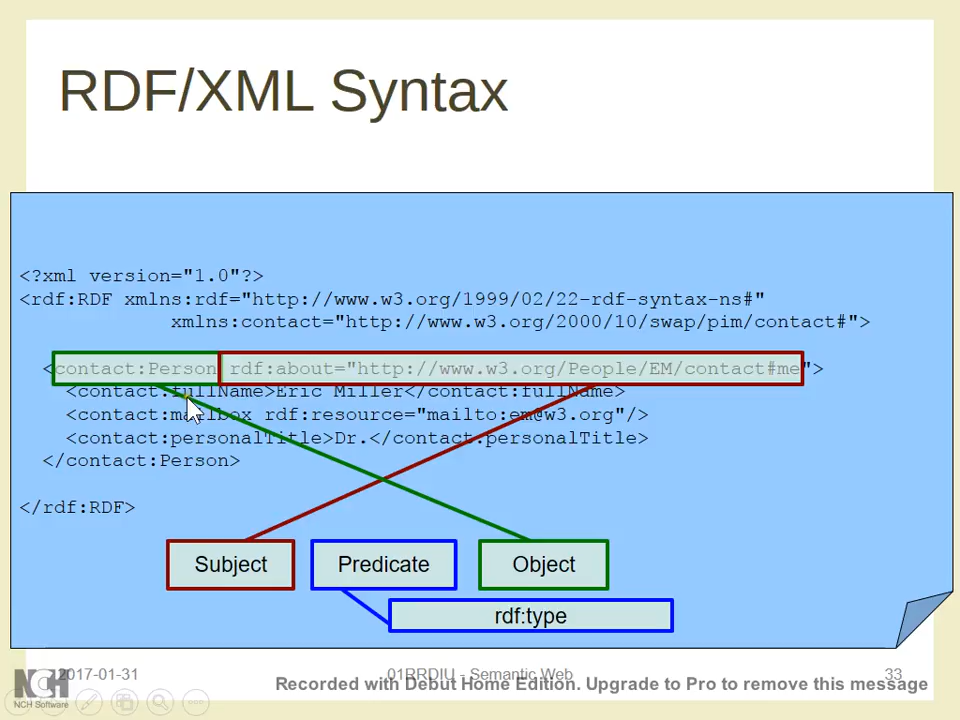 RDF/XML Syntax
<?xml version="1.0"?>
<rdf:RDF xmlns:rdf="http://www.w3.org/1999/02/22-rdf-syntax-ns#"
xmlns:contact="http://www.w3.org/2000/10/swap/pim/contact#">
<contact:Person rdf:about="http://www.w3.org/People/EM/contact#me">
<contact:fullName>Eric Miller</contact:fullName>
<contact:mailbox rdf:resource="mailto:em@w3.org"/>
<contact:personalTitle>Dr.</contact:personalTitle>
</contact:Person>
</rdf:RDF>
Subject Predicate Object
rdf:type
2017-01-31 01RRDIU - Semantic Web 33
Recorded with Debut Home Edition. Upgrade to Pro to remove this message
NCH
NCH Software